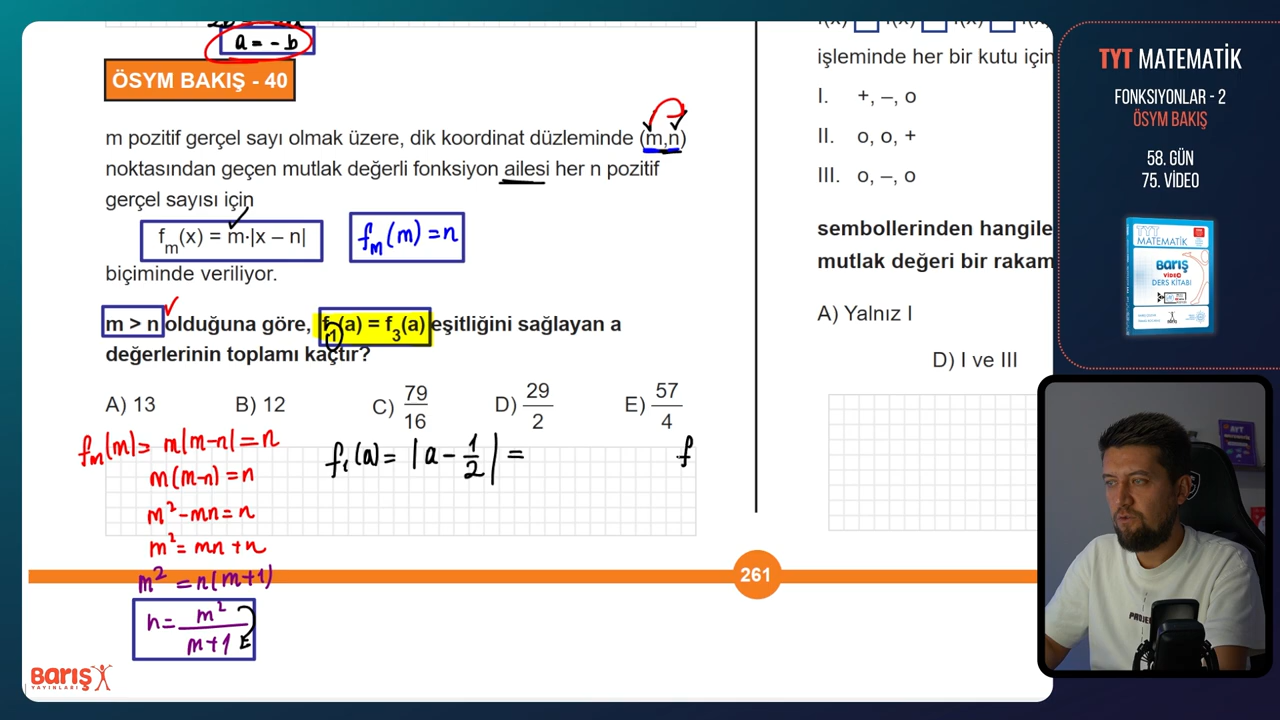 a = - b
ÖSYM BAKIŞ - 40
m pozitif gerçel sayı olmak üzere, dik koordinat düzleminde (m,n)
noktasından geçen mutlak değerli fonksiyon ailesi her n pozitif
gerçel sayısı için
fm(x) = m·|x – n|
fm(m) = n
biçiminde veriliyor.
m > n olduğuna göre, f1(a) = f3(a) eşitliğini sağlayan a
değerlerinin toplamı kaçtır?
A) 13 B) 12 C) 79/16 D) 29/2 E) 57/4
fm(m) = m|m-n| = n
m(m-n) = n
m² - mn = n
m² = mn + n
m² = n(m+1)
n = m²/m+1
f1(a) = |a - 1/2| =
f
261
BARIŞ
YAYINLARI
işleminde her bir kutu için
I. +, –, o
II. o, o, +
III. o, –, o
sembollerinden hangile
mutlak değeri bir rakam
A) Yalnız I
D) I ve III
TYT MATEMATİK
FONKSIYONLAR - 2
ÖSYM BAKIŞ
58. GÜN
75. VİDEO
TYT
MATEMATİK
BARIŞ
VİDEO
DERS KİTABI